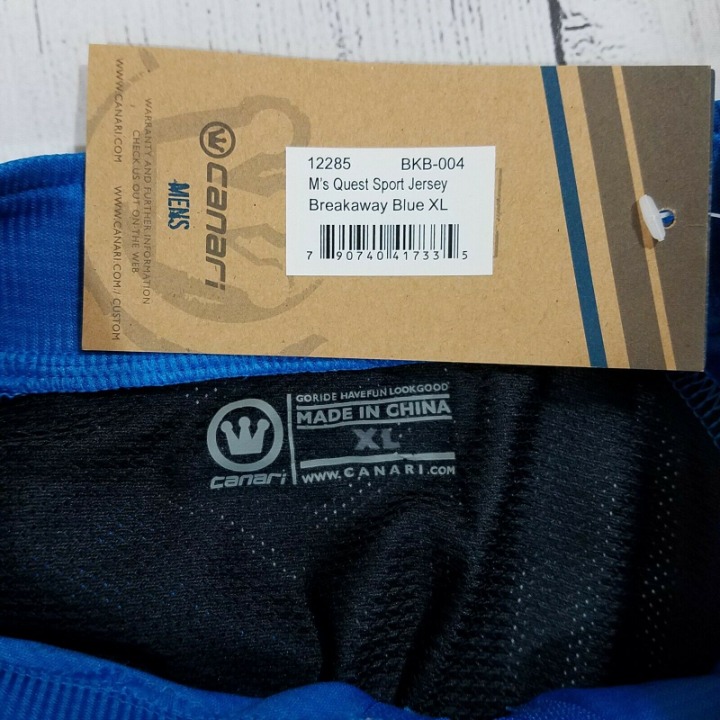 12285 BKB-004
M's Quest Sport Jersey
Breakaway Blue XL
7 90740 41733 5
canari
MENS
WARRANTY AND FURTHER INFORMATION
CHECK US OUT ON THE WEB
WWW.CANARI.COM
WWW.CANARI.COM / CUSTOM
GORIDE HAVEFUN LOOKGOOD
MADE IN CHINA
XL
canari
WWW.CANARI.COM